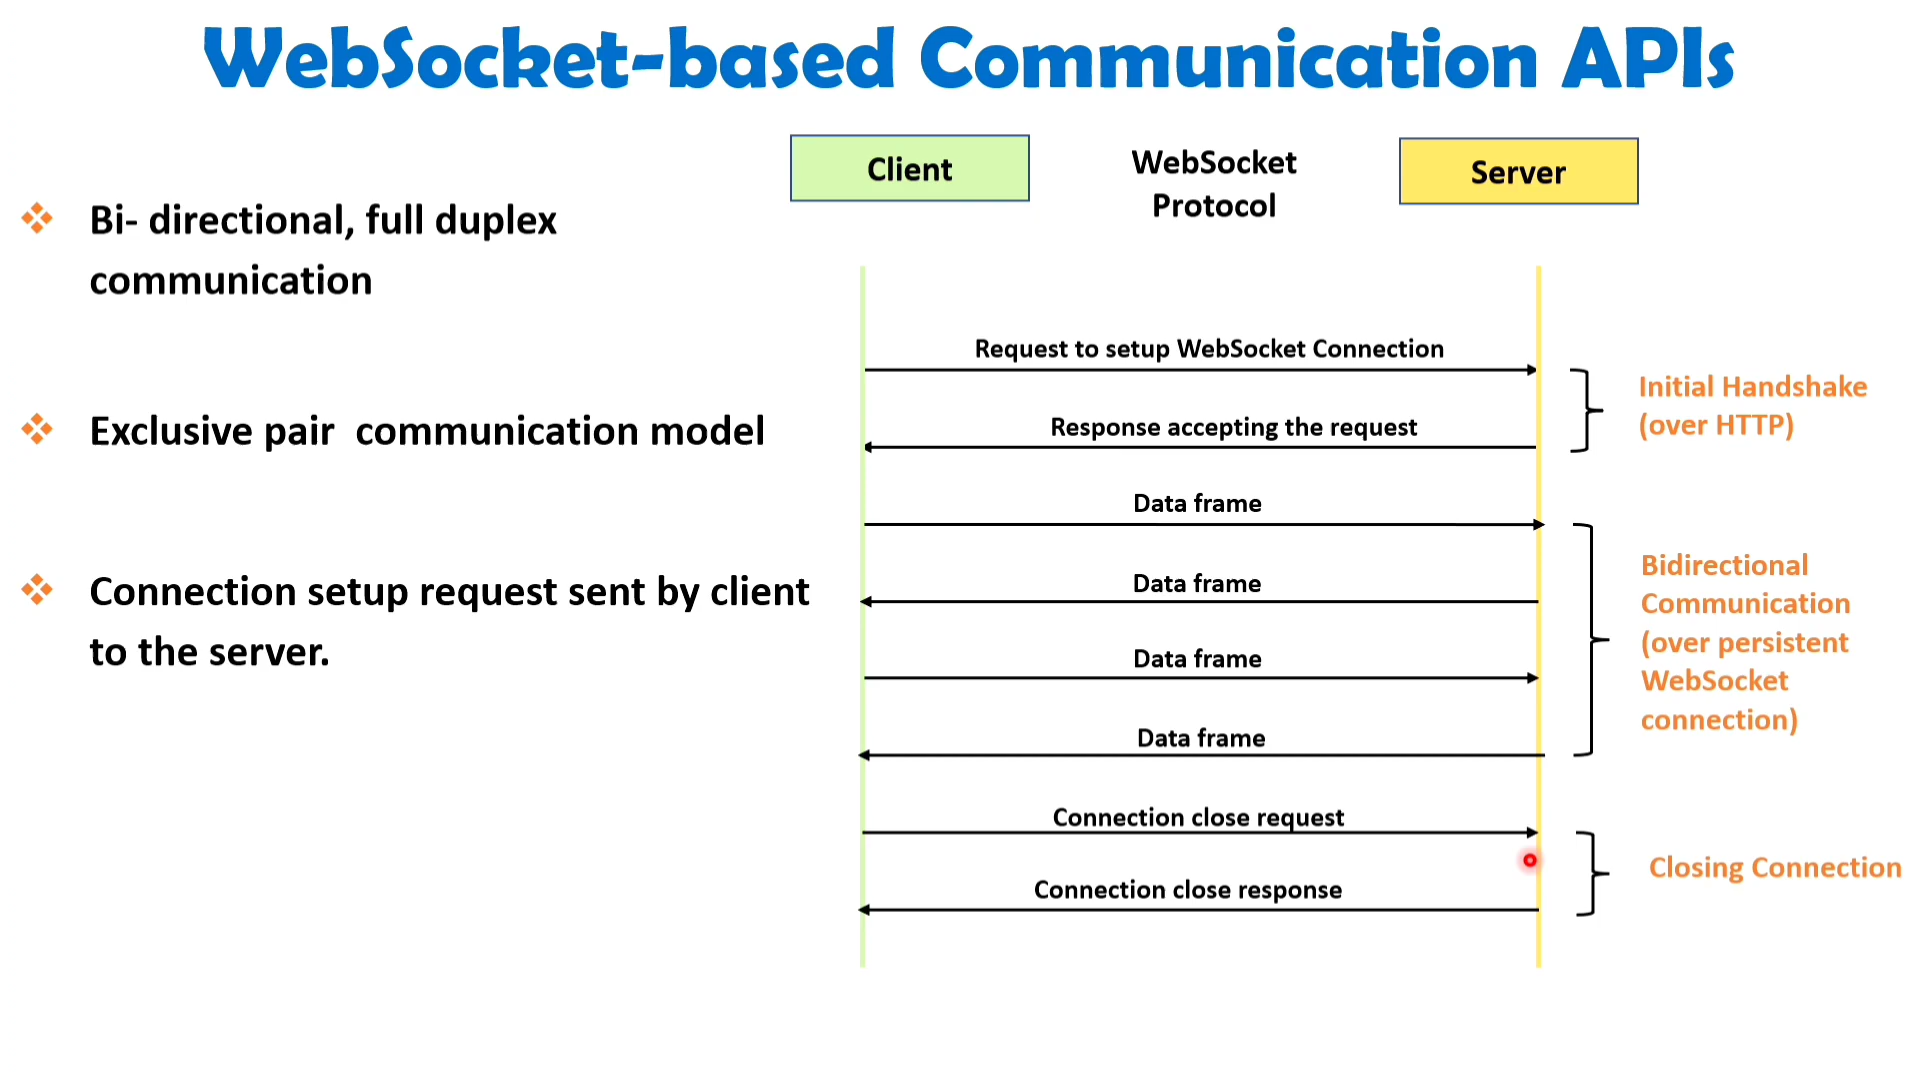 WebSocket-based Communication APIs
Bi- directional, full duplex
communication
Exclusive pair  communication model
Connection setup request sent by client
to the server.
Client
WebSocket
Protocol
Server
Request to setup WebSocket Connection
Response accepting the request
Initial Handshake
(over HTTP)
Data frame
Data frame
Data frame
Data frame
Bidirectional
Communication
(over persistent
WebSocket
connection)
Connection close request
Connection close response
Closing Connection